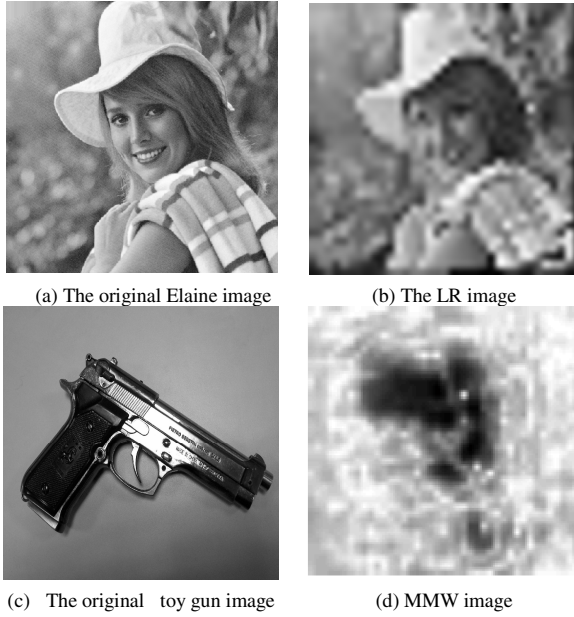 (a) The original Elaine image
(b) The LR image
(c) The original toy gun image
(d) MMW image